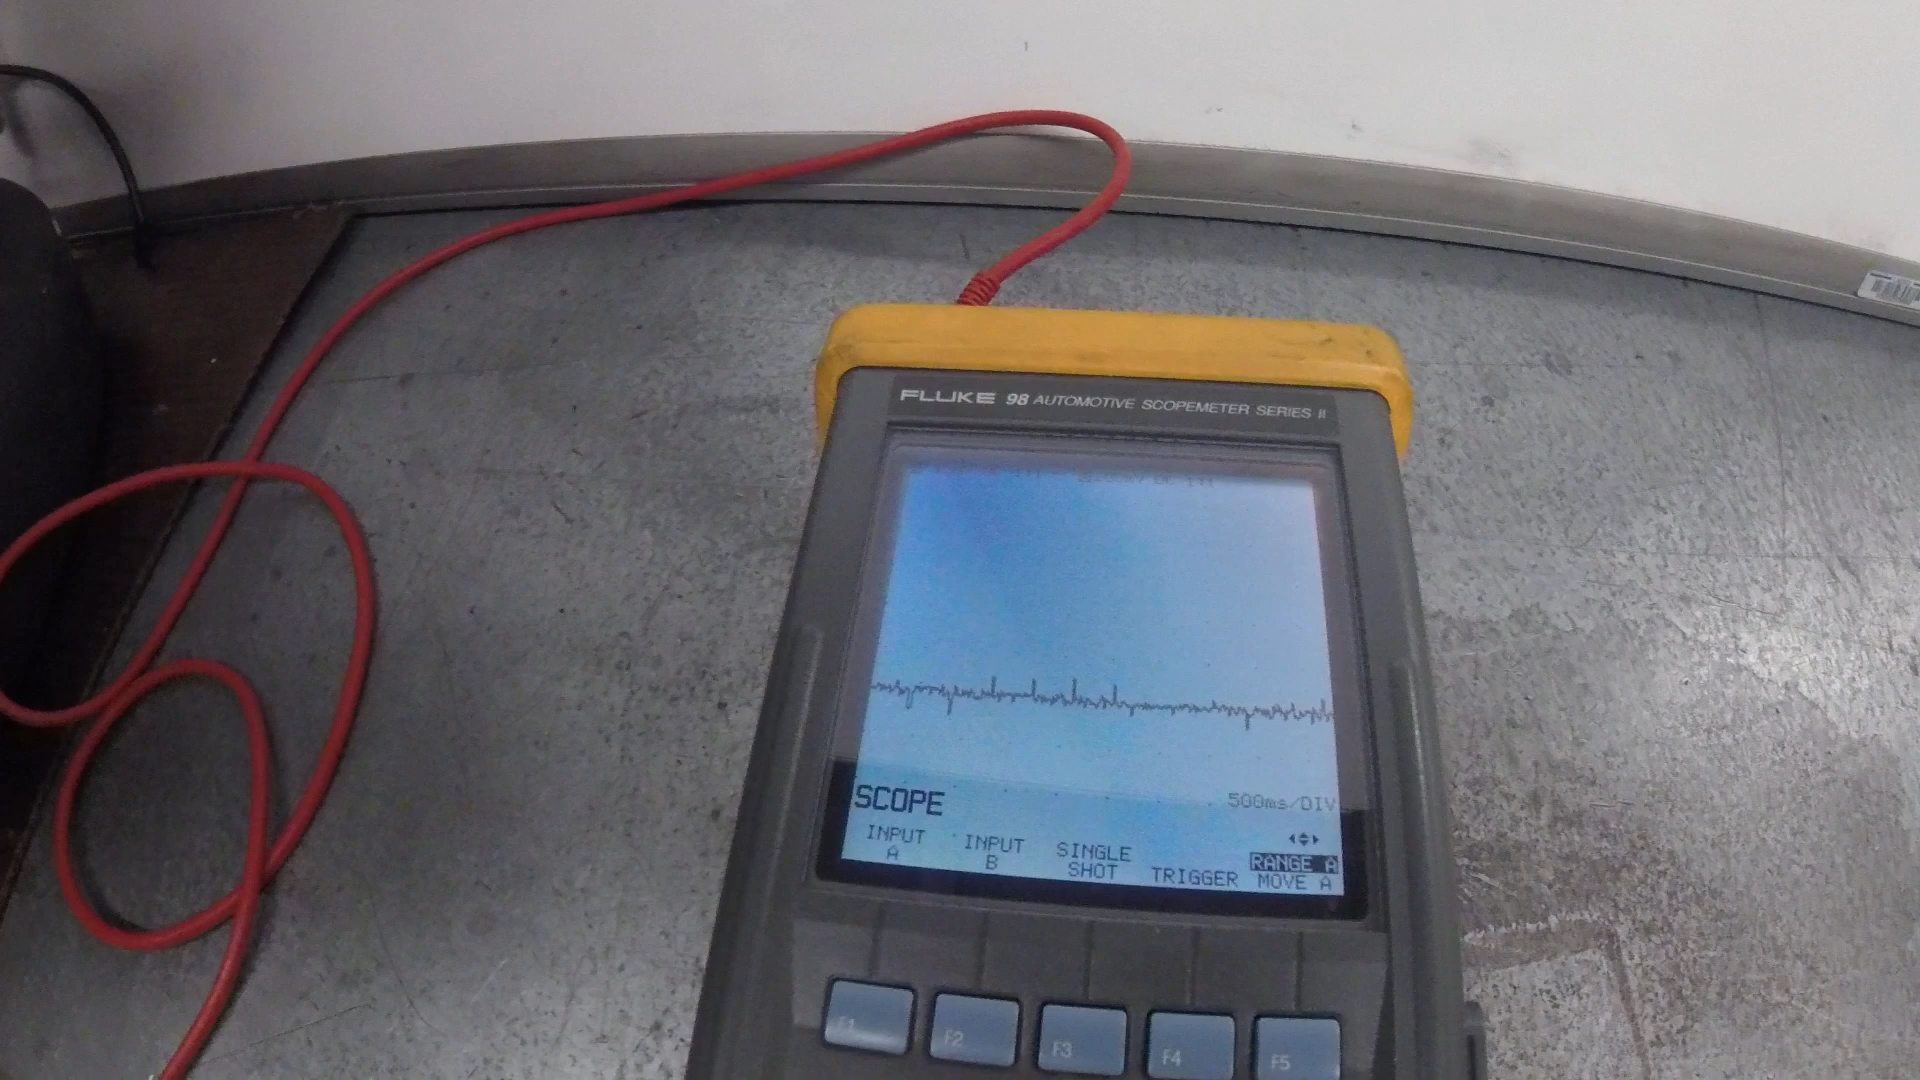 FLUKE 98 AUTOMOTIVE SCOPEMETER SERIES II
SCOPE 500ms/DIV
INPUT A
INPUT B
SINGLE SHOT
TRIGGER
RANGE A
MOVE A
F1 F2 F3 F4 F5